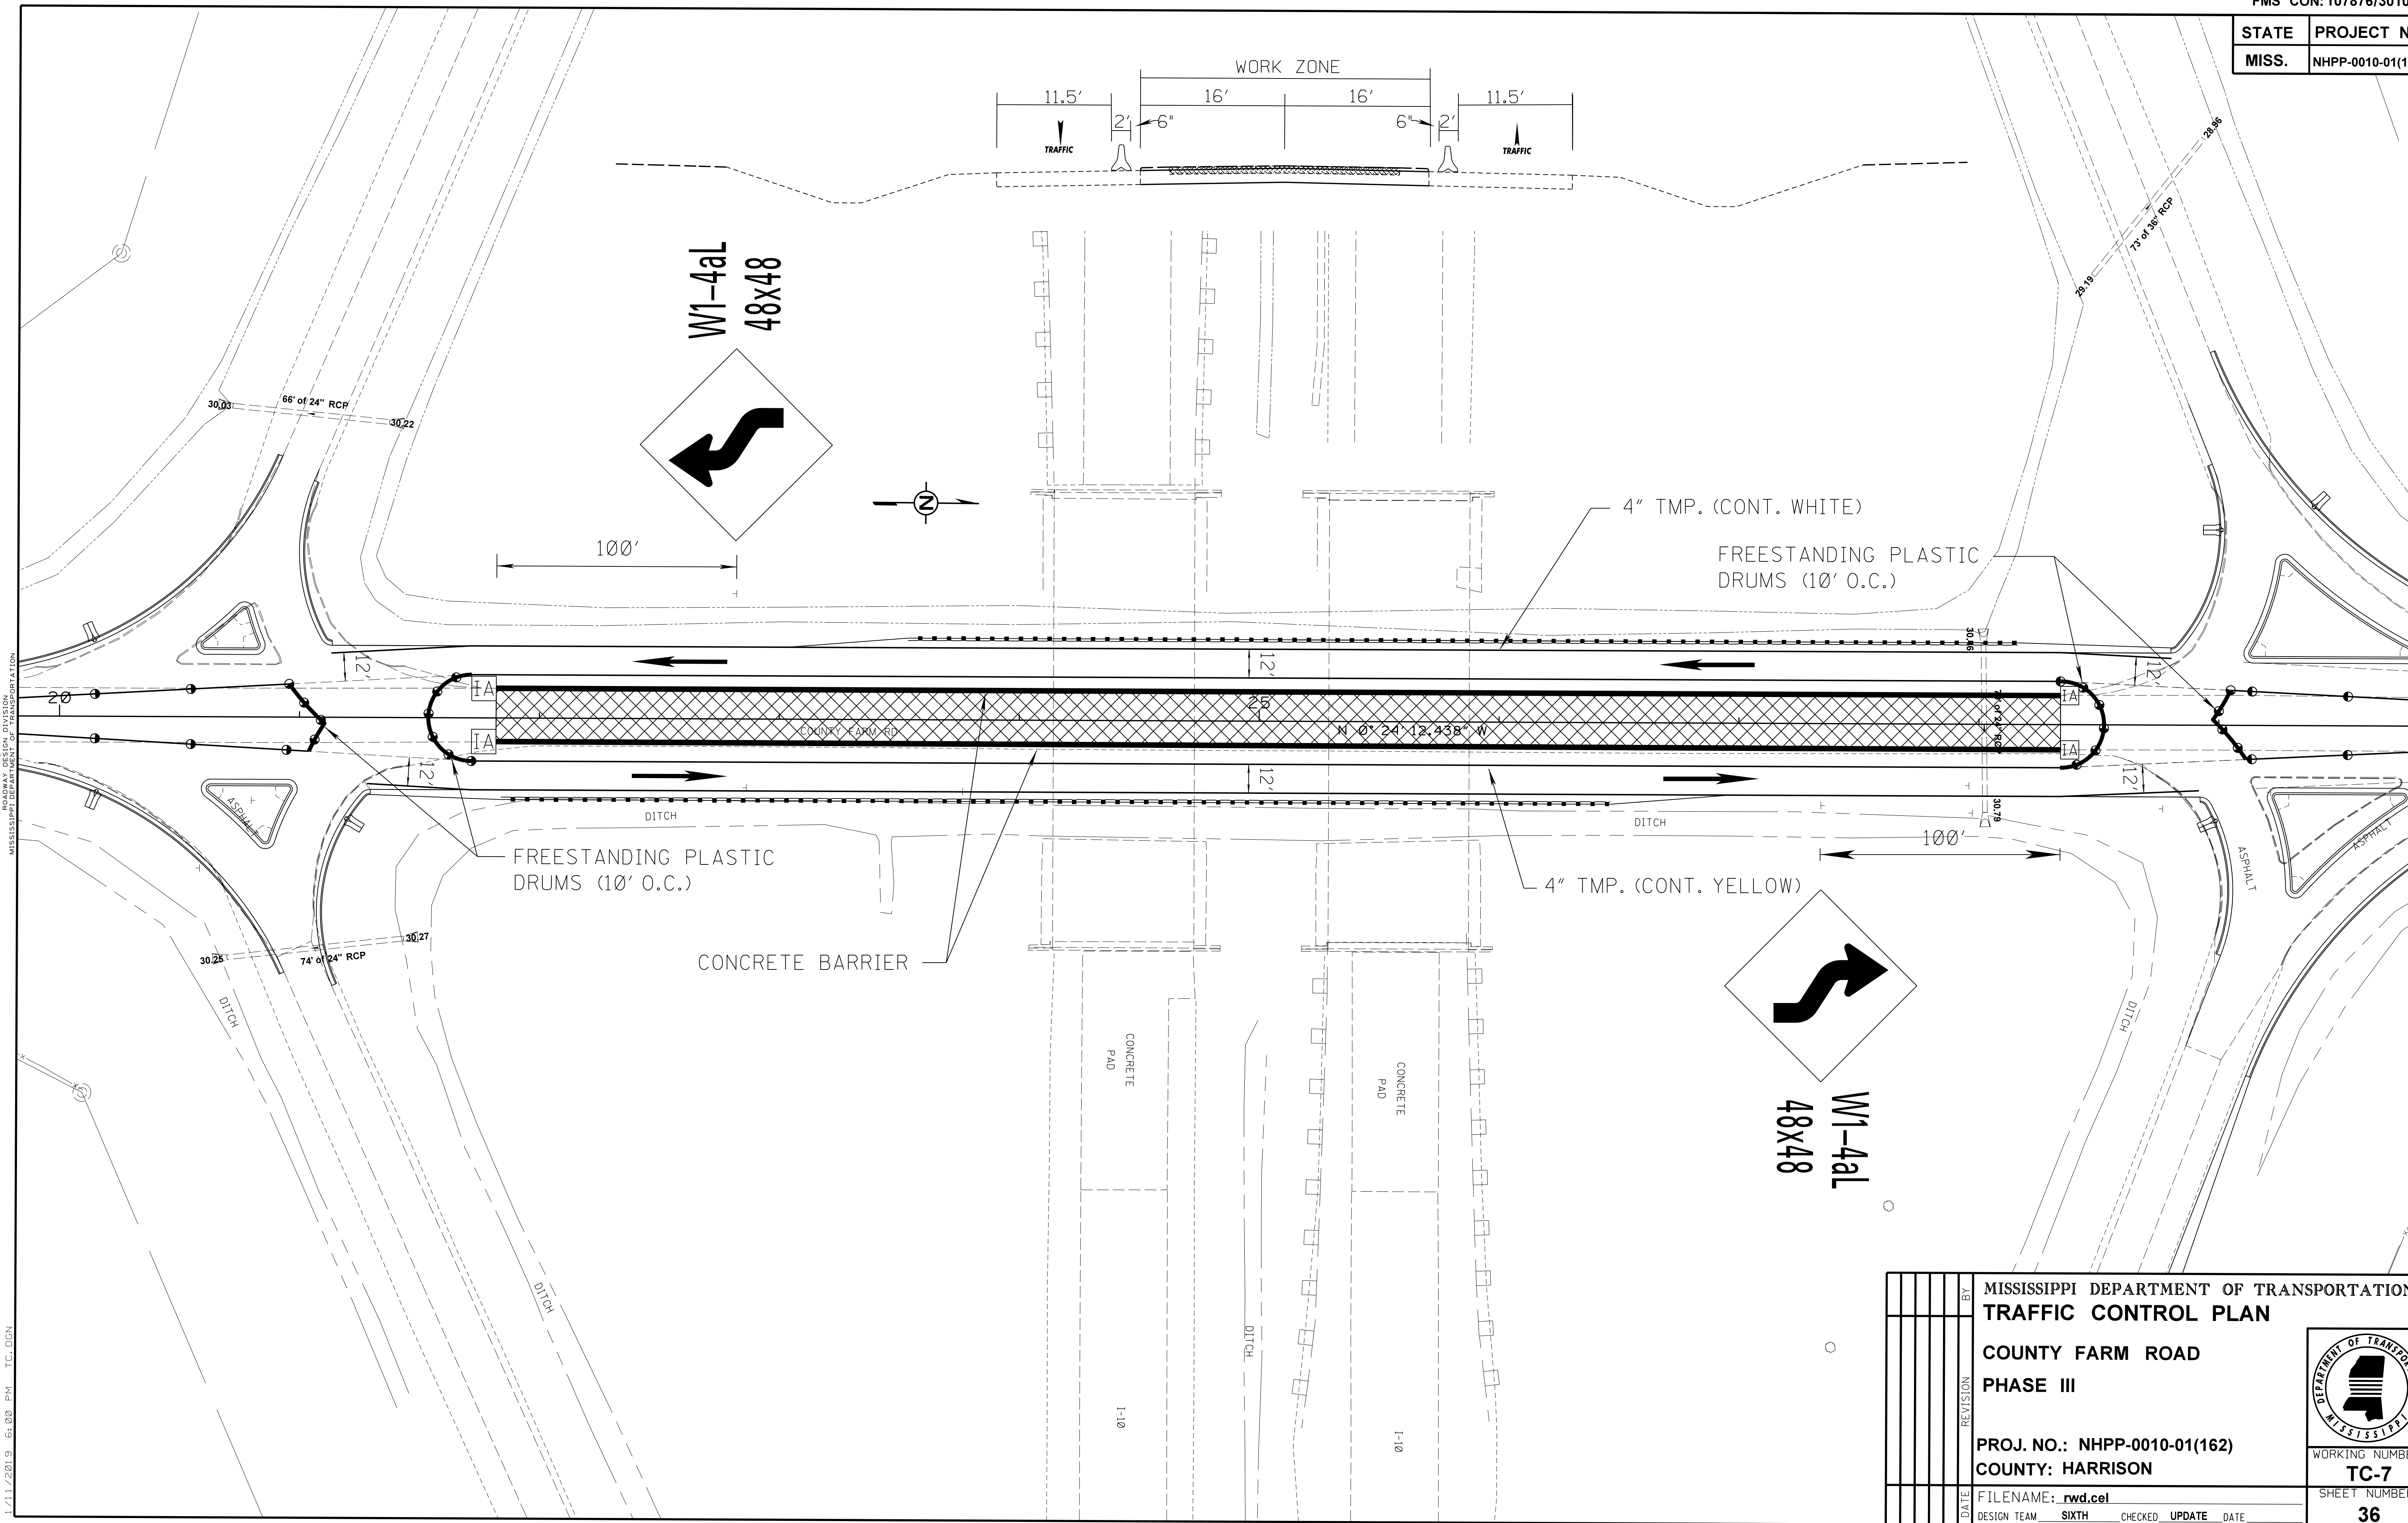 FMS CON: 107876/3010
STATE PROJECT N
MISS. NHPP-0010-01(1
WORK ZONE
11.5' 16' 16' 11.5'
2' 6" 6" 2'
TRAFFIC TRAFFIC
28.96
73' of 36" RCP
29.19
W1-4aL
48x48
30.03 66' of 24" RCP 30.22
N
4" TMP. (CONT. WHITE)
FREESTANDING PLASTIC
DRUMS (10' O.C.)
100'
12' 12' 12'
20
IA IA
25
COUNTY FARM RD
N 0° 24' 12.438" W
IA IA
12' 12' 12'
30.79
ASPHALT
DITCH DITCH
100'
ASPHALT
ASPHALT
FREESTANDING PLASTIC
DRUMS (10' O.C.)
4" TMP. (CONT. YELLOW)
CONCRETE BARRIER
30.25 74' of 24" RCP 30.27
DITCH
DITCH
CONCRETE
PAD
CONCRETE
PAD
W1-4aL
48x48
DITCH
DITCH
I-10
I-10
ROADWAY DESIGN DIVISION
MISSISSIPPI DEPARTMENT OF TRANSPORTATION
1/11/2019 6:00 PM TC.DGN
BY
REVISION
DATE
MISSISSIPPI DEPARTMENT OF TRANSPORTATION
TRAFFIC CONTROL PLAN
COUNTY FARM ROAD
PHASE III
PROJ. NO.: NHPP-0010-01(162)
COUNTY: HARRISON
DEPARTMENT OF TRANSPOR
MISSISSIPPI
WORKING NUMBE
TC-7
SHEET NUMBER
36
FILENAME: rwd.cel
DESIGN TEAM SIXTH CHECKED UPDATE DATE